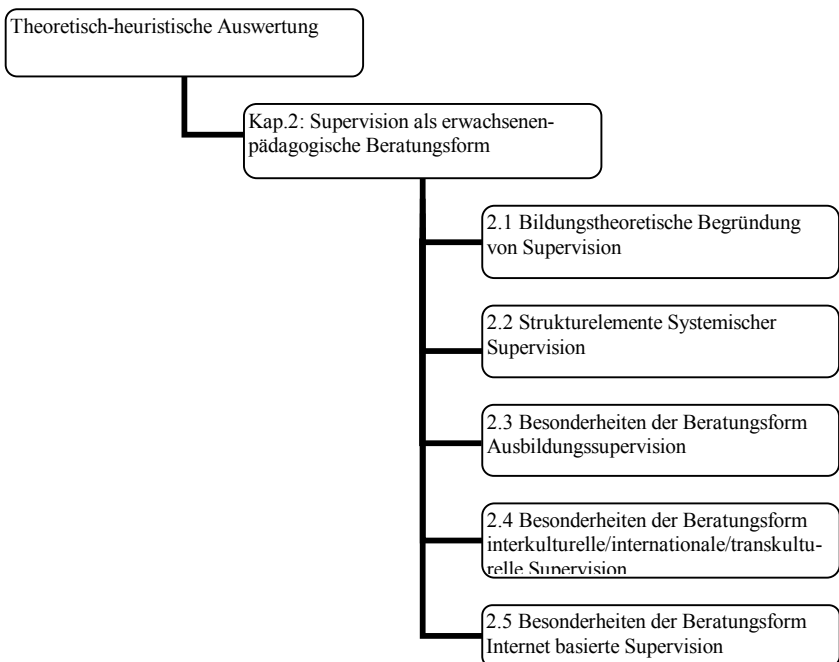 Theoretisch-heuristische Auswertung
Kap.2: Supervision als erwachsenen-
pädagogische Beratungsform
2.1 Bildungstheoretische Begründung
von Supervision
2.2 Strukturelemente Systemischer
Supervision
2.3 Besonderheiten der Beratungsform
Ausbildungssupervision
2.4 Besonderheiten der Beratungsform
interkulturelle/internationale/transkultu-
relle Supervision
2.5 Besonderheiten der Beratungsform
Internet basierte Supervision